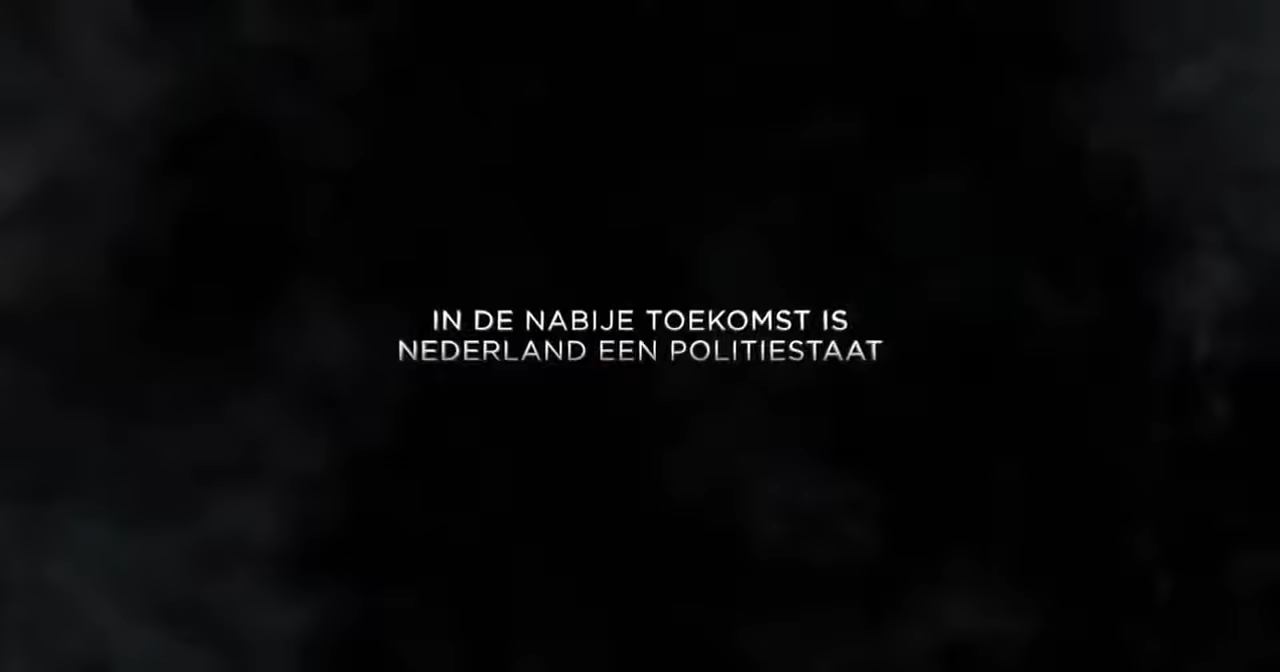 IN DE NABIJE TOEKOMST IS
NEDERLAND EEN POLITIESTAAT